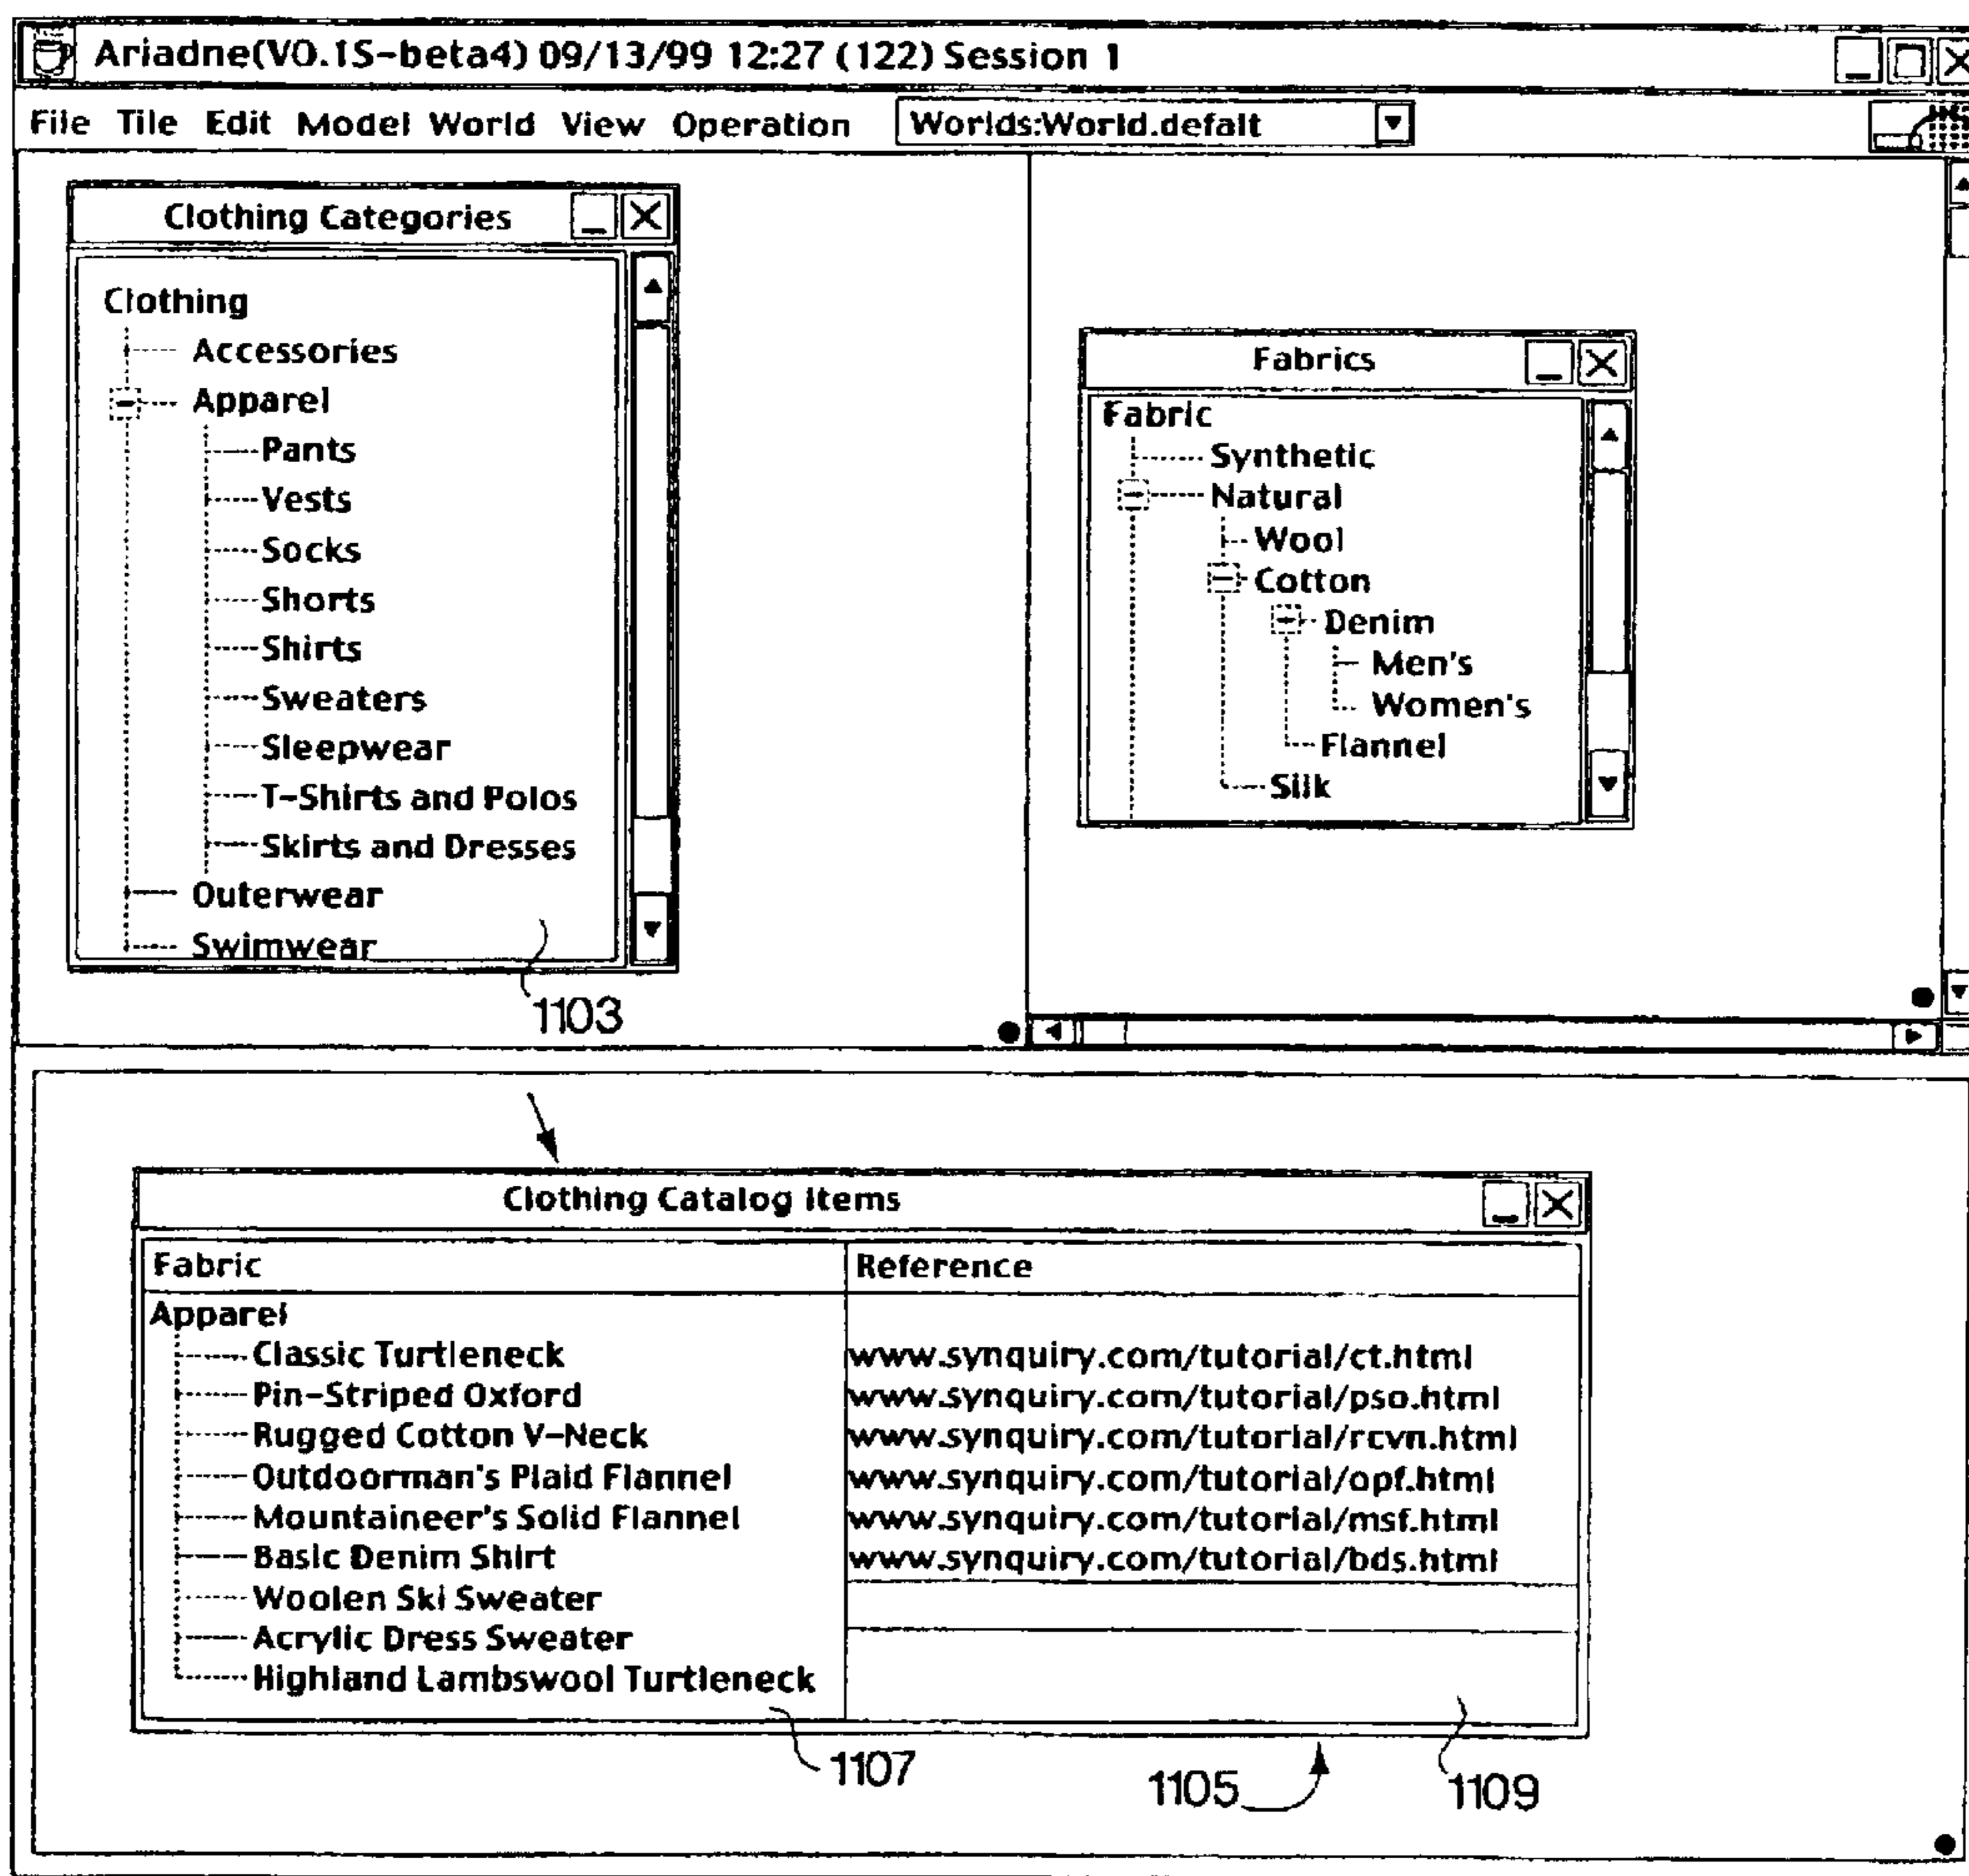 Ariadne(V0.1S-beta4) 09/13/99 12:27 (122) Session 1
File Tile Edit Model World View Operation Worlds:World.defalt
Clothing Categories
Clothing
Accessories
Apparel
Pants
Vests
Socks
Shorts
Shirts
Sweaters
Sleepwear
T-Shirts and Polos
Skirts and Dresses
Outerwear
Swimwear
1103
Fabrics
Fabric
Synthetic
Natural
Wool
Cotton
Denim
Men's
Women's
Flannel
Silk
Clothing Catalog items
Fabric Reference
Apparel
Classic Turtleneck www.synquiry.com/tutorial/ct.html
Pin-Striped Oxford www.synquiry.com/tutorial/pso.html
Rugged Cotton V-Neck www.synquiry.com/tutorial/rcvn.html
Outdoorman's Plaid Flannel www.synquiry.com/tutorial/opf.html
Mountaineer's Solid Flannel www.synquiry.com/tutorial/msf.html
Basic Denim Shirt www.synquiry.com/tutorial/bds.html
Woolen Ski Sweater
Acrylic Dress Sweater
Highland Lambswool Turtleneck
1107
1105
1109